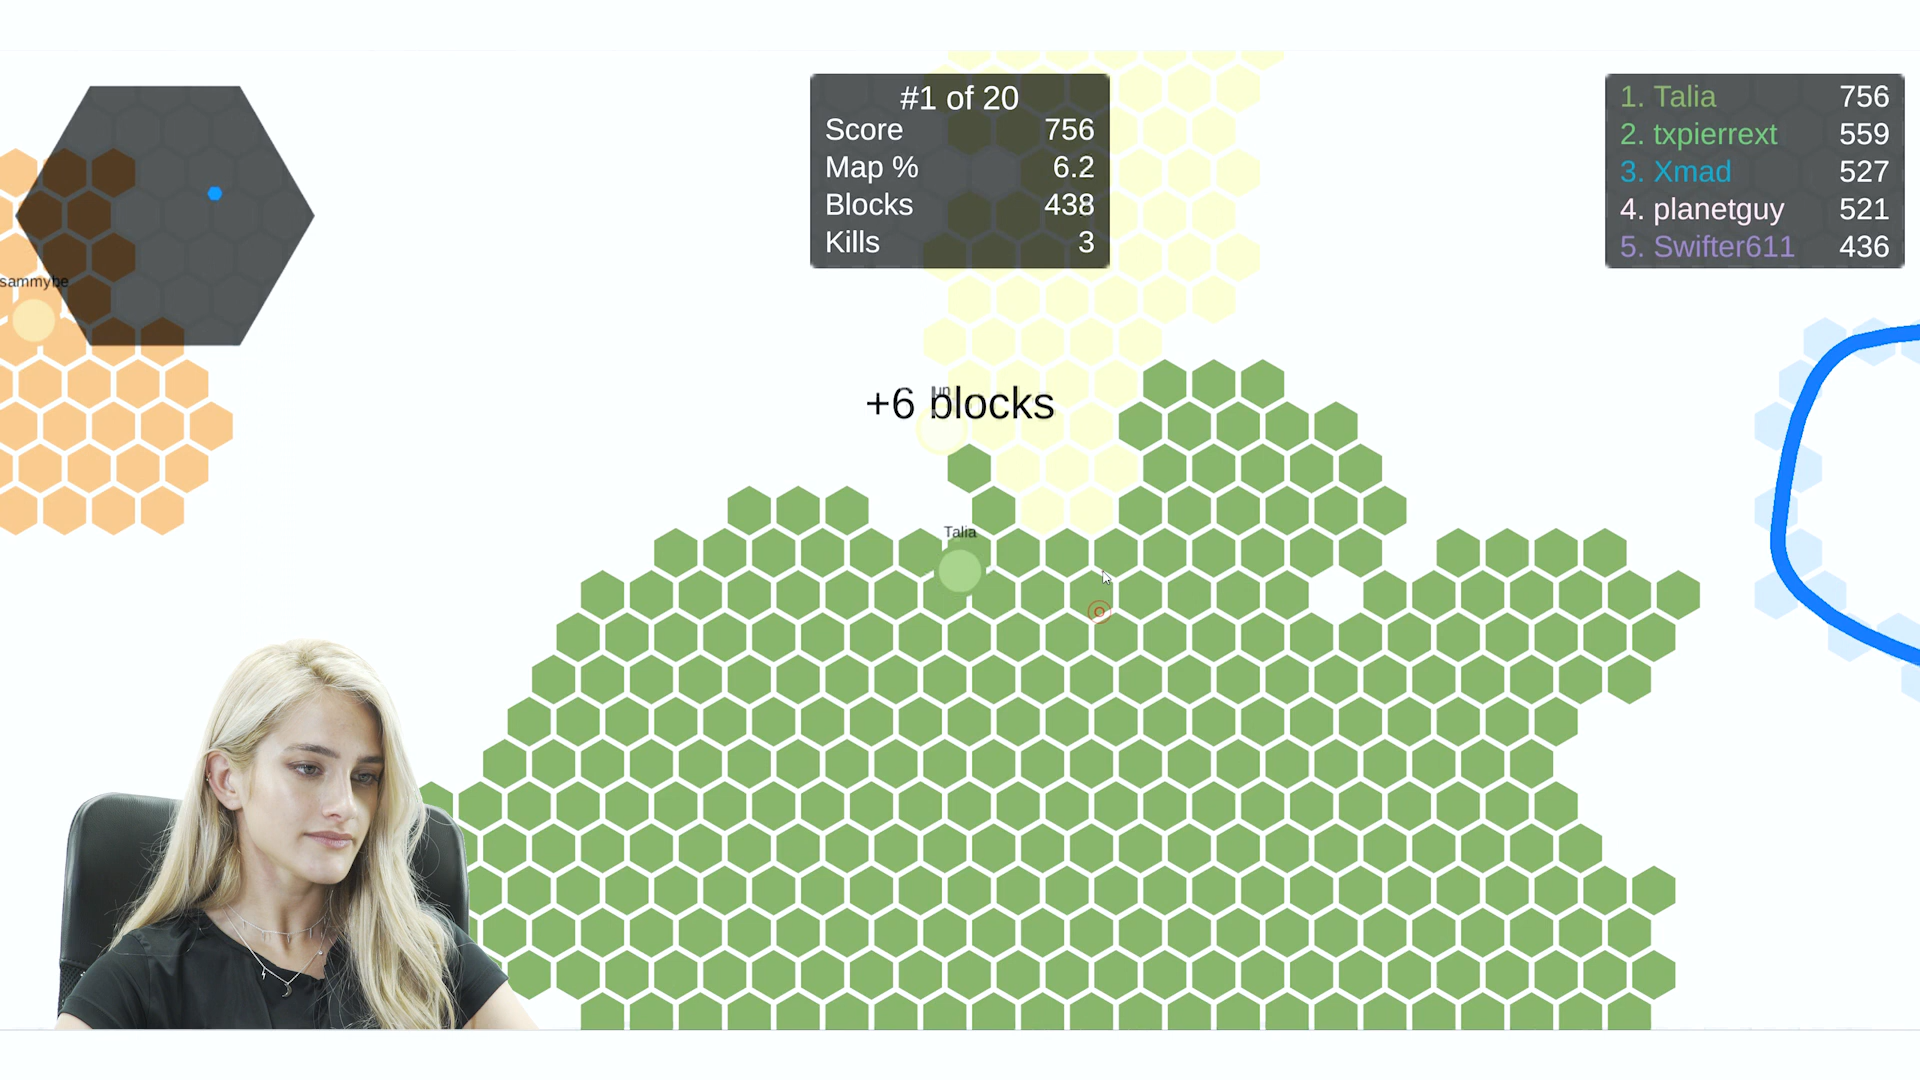 #1 of 20
Score 756
Map % 6.2
Blocks 438
Kills 3
1. Talia 756
2. txpierrext 559
3. Xmad 527
4. planetguy 521
5. Swifter611 436
sammybe
+6 blocks
Talia